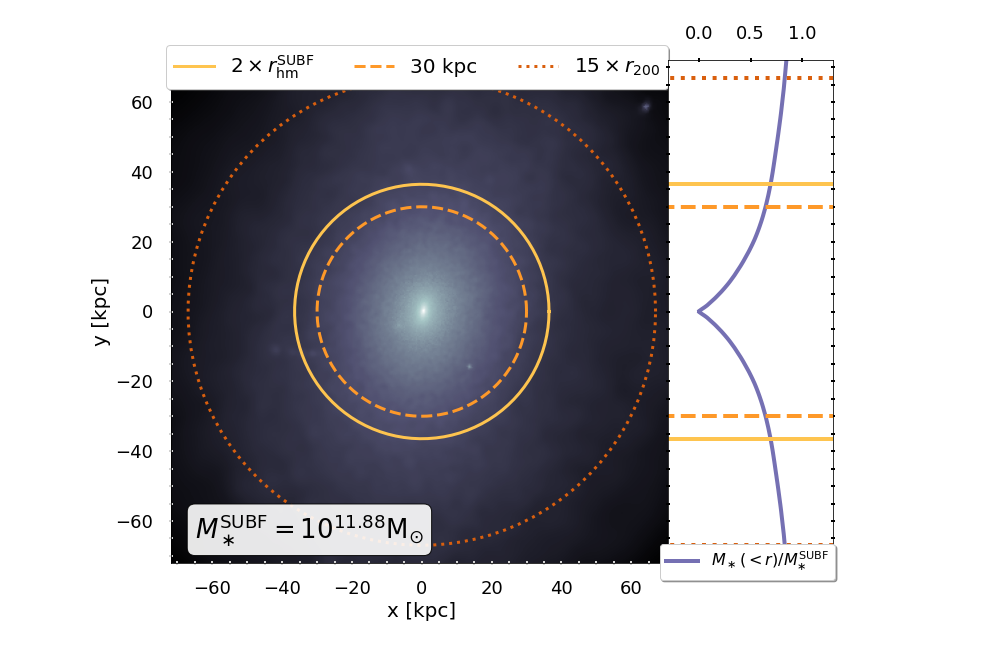 2 × r_hm^SUBF 30 kpc 15 × r_200
0.0 0.5 1.0
60
40
20
0
−20
−40
−60
y [kpc]
M_*^SUBF = 10^11.88 M_⊙
−60 −40 −20 0 20 40 60
x [kpc]
M_*(<r)/M_*^SUBF